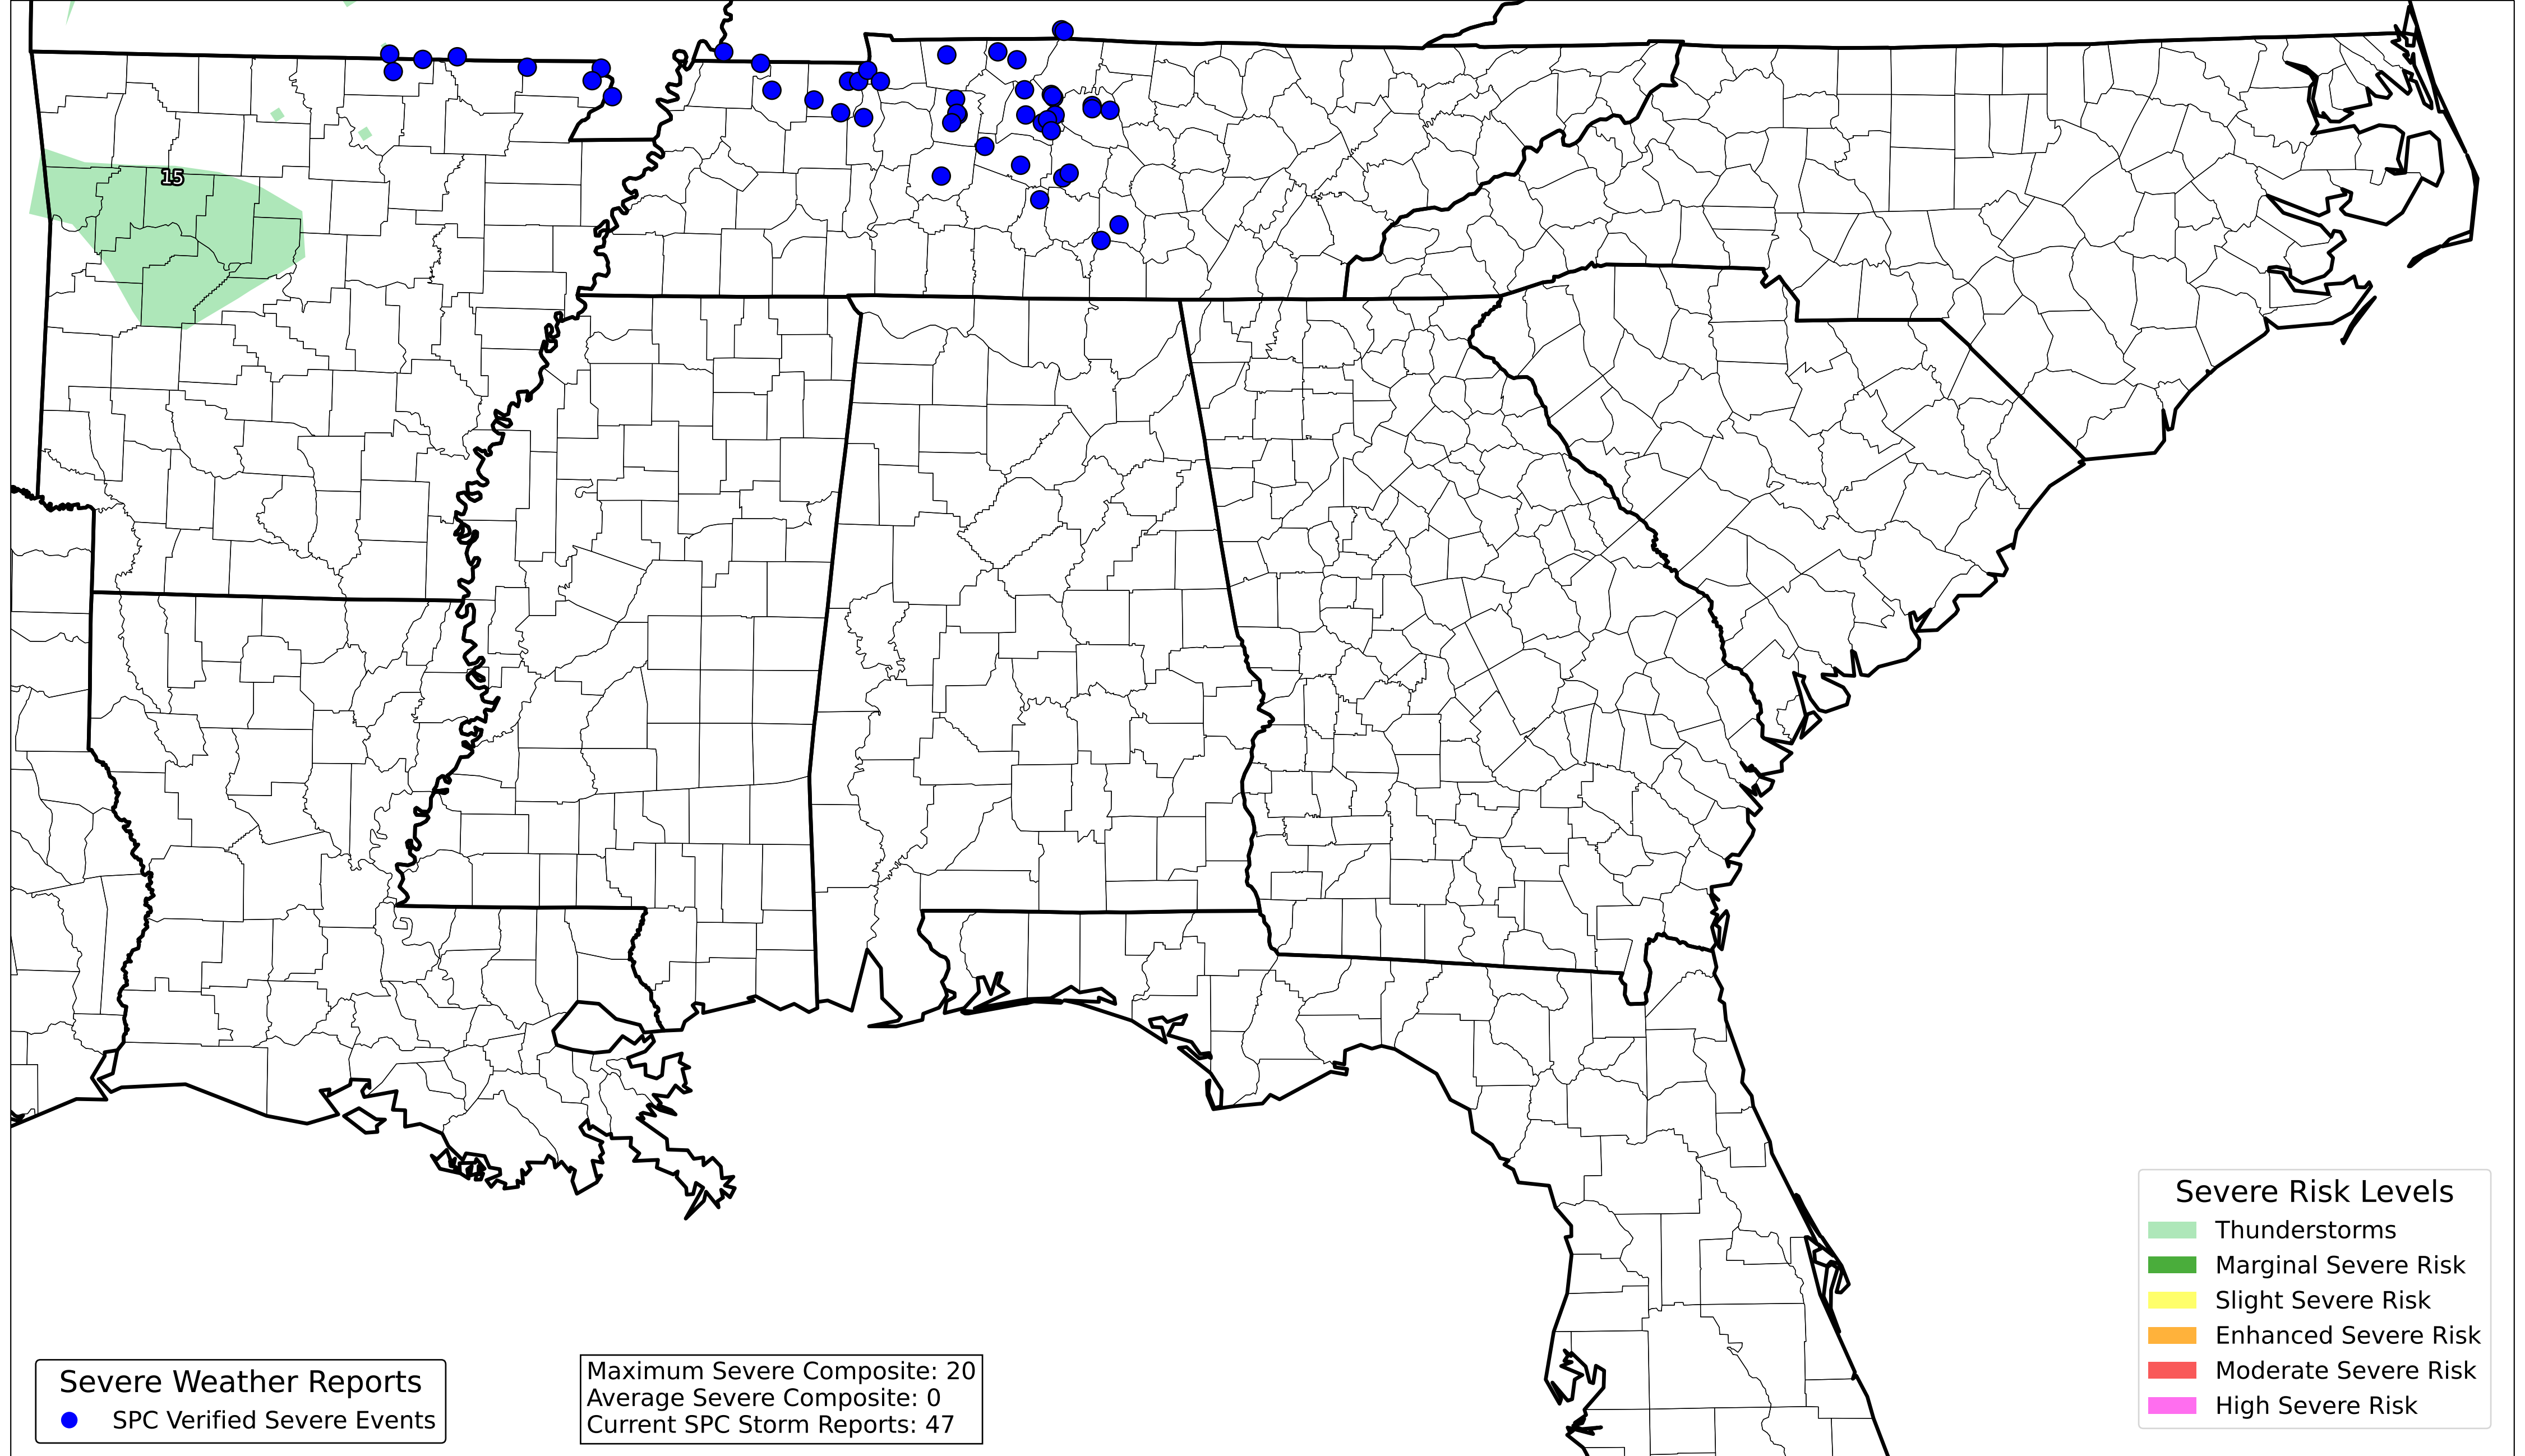 15
Severe Risk Levels
Thunderstorms
Marginal Severe Risk
Slight Severe Risk
Enhanced Severe Risk
Moderate Severe Risk
High Severe Risk
Severe Weather Reports
SPC Verified Severe Events
Maximum Severe Composite: 20
Average Severe Composite: 0
Current SPC Storm Reports: 47